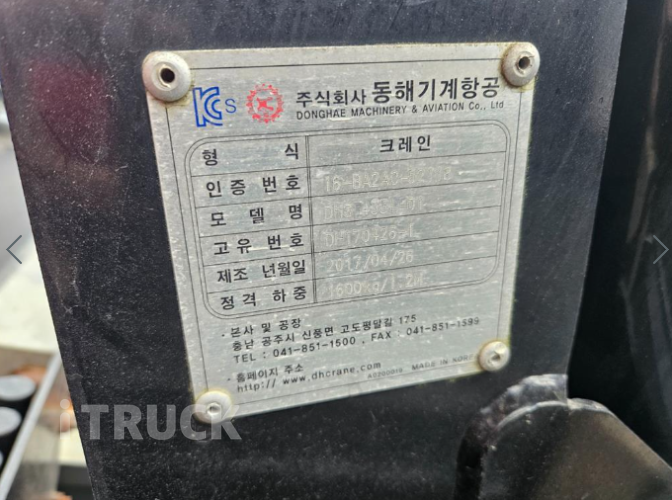 KCs 주식회사 동해기계항공
DONGHAE MACHINERY & AVIATION Co., Ltd
형 식 크레인
인증 번호
모 델 명
고유 번호
제조 년월일 2017/04/26
정격 하중
· 본사 및 공장
충남 공주시 신풍면 고도평달길 175
TEL : 041-851-1500 , FAX : 041-851-1599
· 홈페이지 주소
http:// www.dhcrane.com MADE IN
iTRUCK